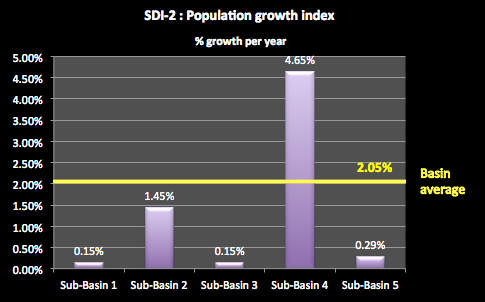 SDI-2 : Population growth index
% growth per year
5.00%
4.50%
4.00%
3.50%
3.00%
2.50%
2.00%
1.50%
1.00%
0.50%
0.00%
0.15%
1.45%
0.15%
4.65%
0.29%
2.05%
Basin
average
Sub-Basin 1
Sub-Basin 2
Sub-Basin 3
Sub-Basin 4
Sub-Basin 5